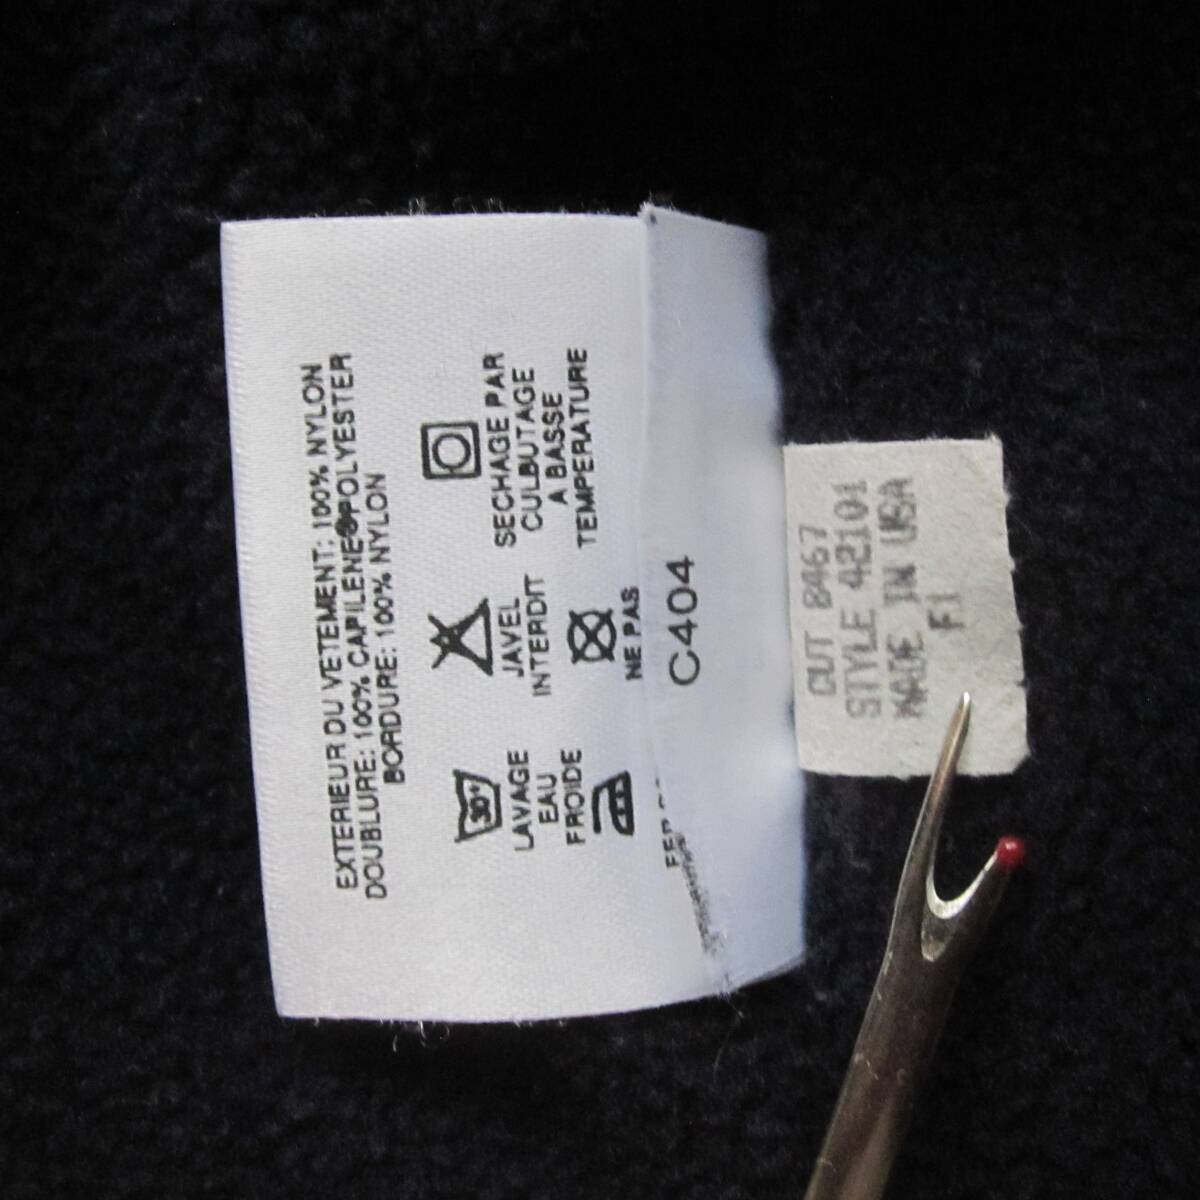 EXTERIEUR DU VETEMENT: 100% NYLON
DOUBLURE: 100% CAPILENE®POLYESTER
BORDURE: 100% NYLON
30°
LAVAGE
EAU
FROIDE
JAVEL
INTERDIT
SECHAGE PAR
CULBUTAGE
A BASSE
TEMPERATURE
NE PAS
C404
CUT 8467
STYLE 42101
MADE IN USA
F1